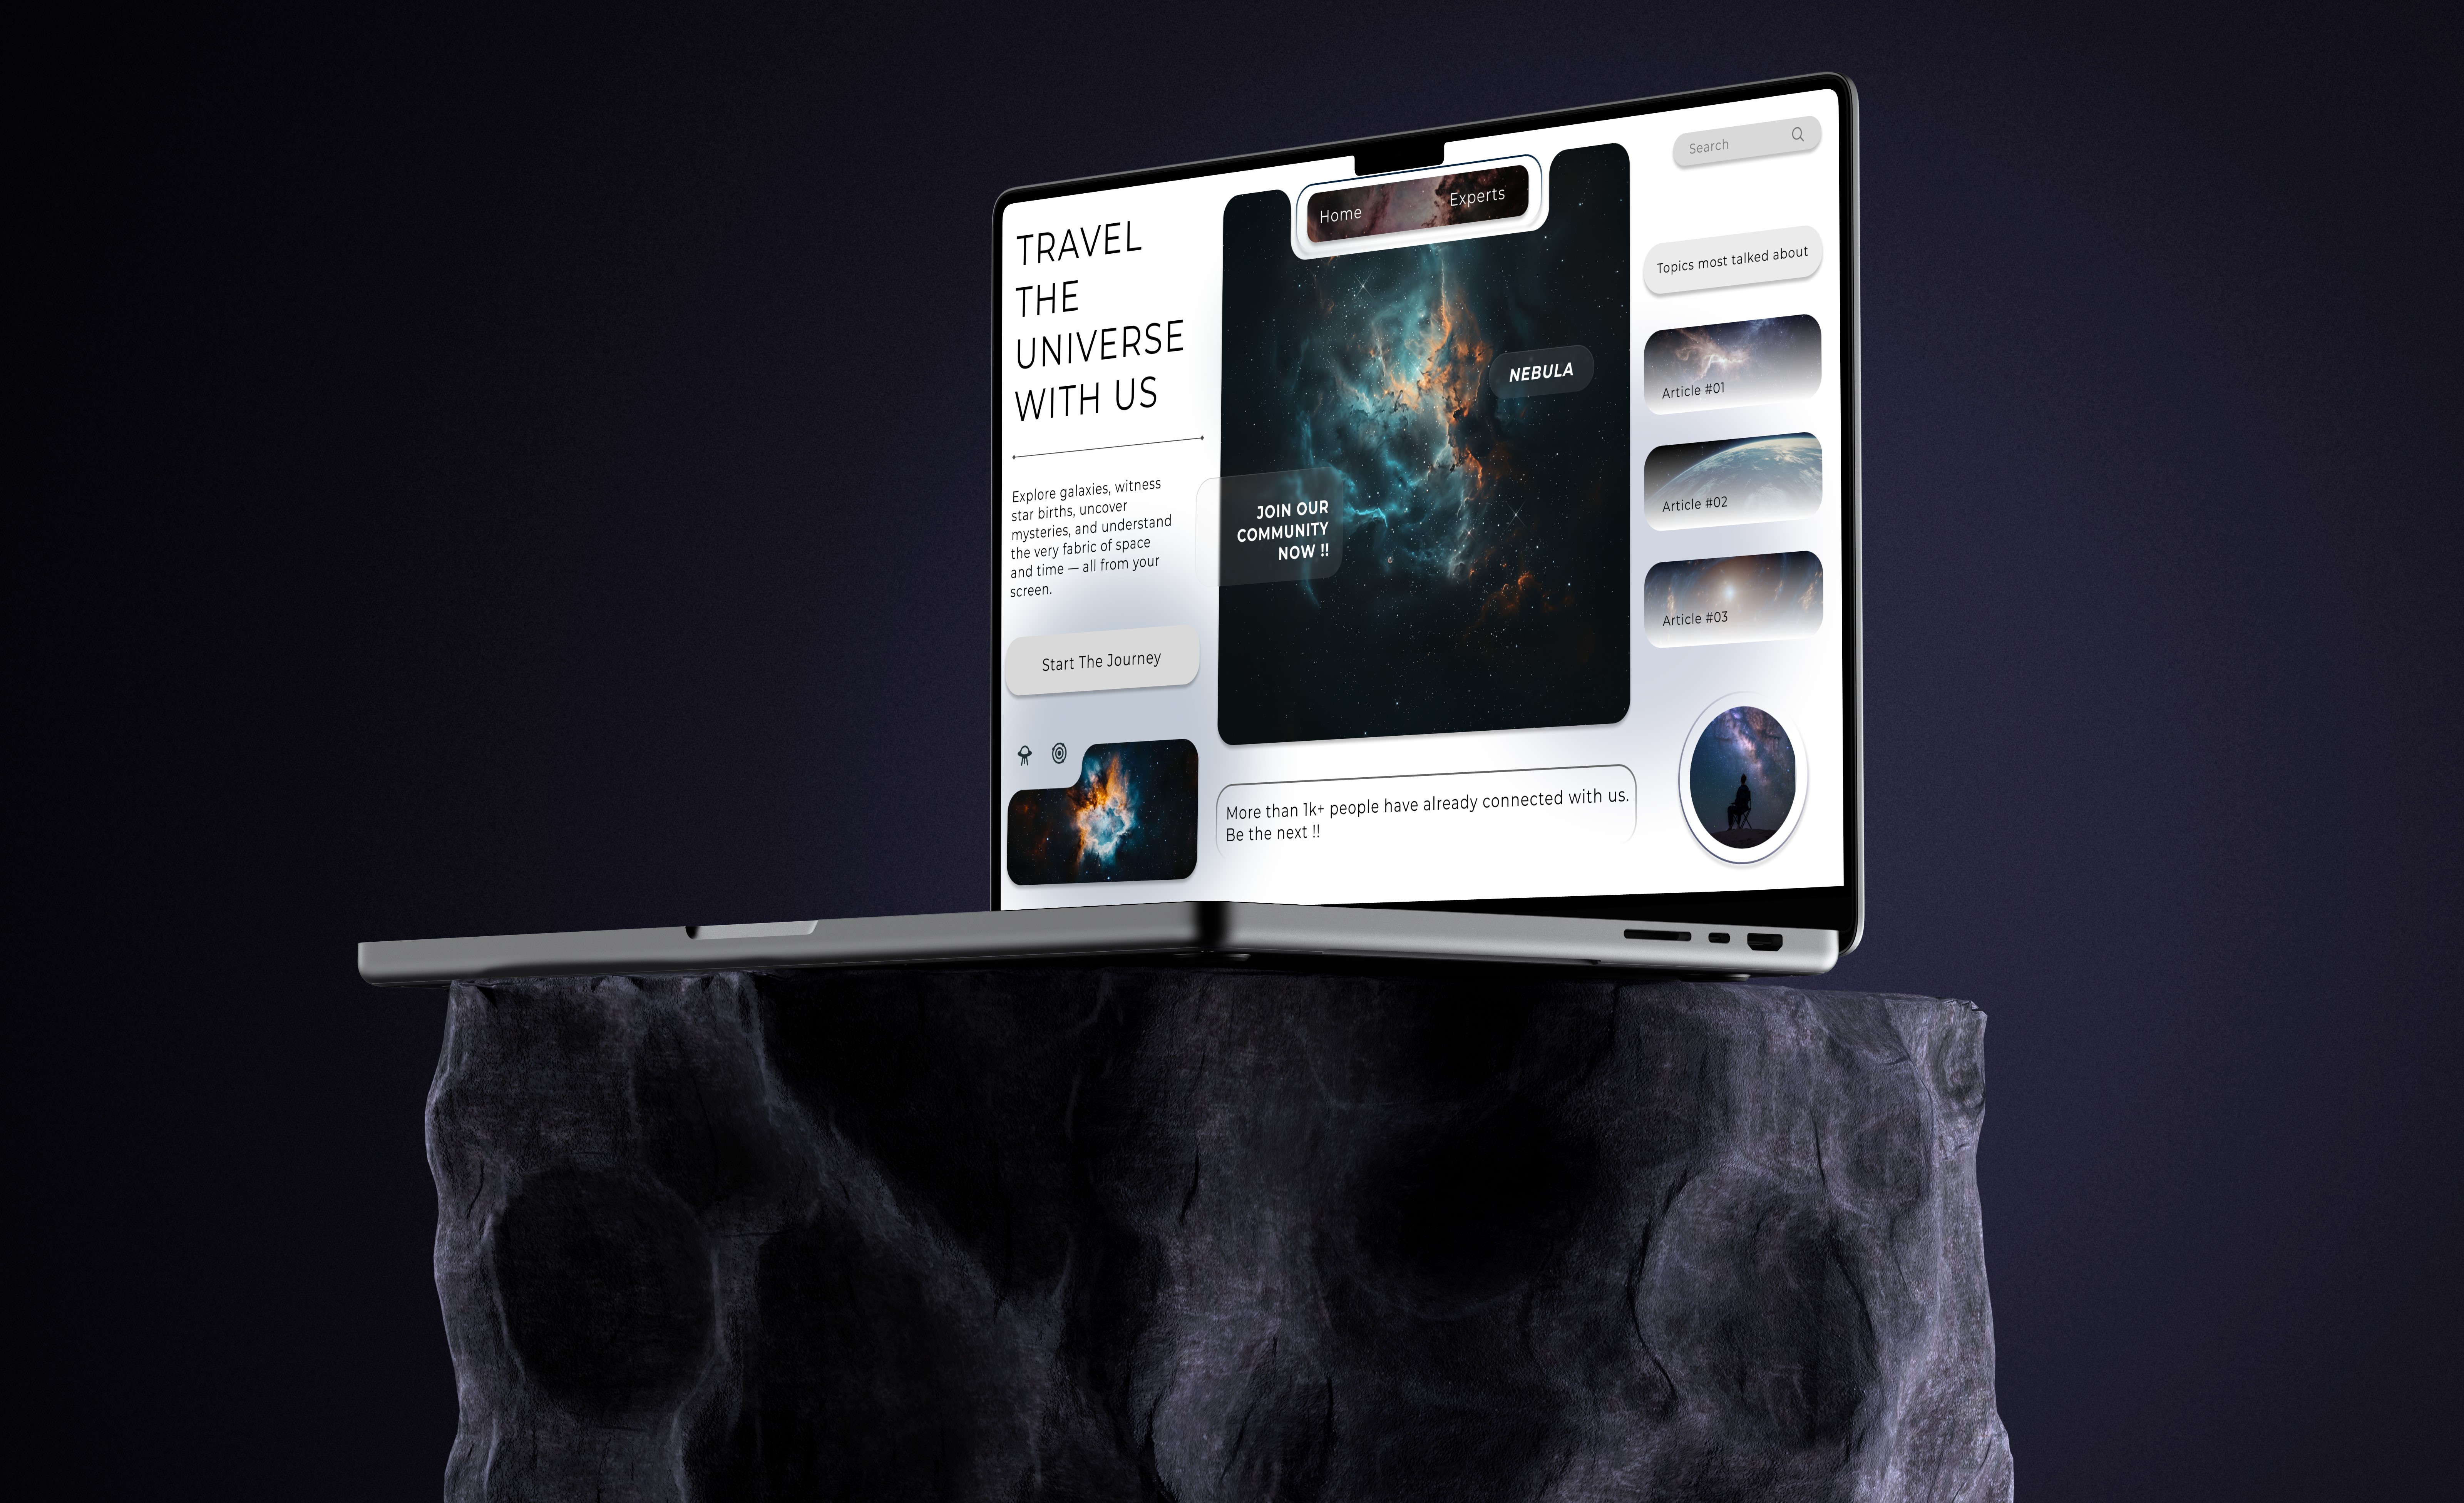 TRAVEL
THE
UNIVERSE
WITH US
Explore galaxies, witness
star births, uncover
mysteries, and understand
the very fabric of space
and time — all from your
screen.
Start The Journey
Home
Experts
NEBULA
JOIN OUR
COMMUNITY
NOW !!
More than 1k+ people have already connected with us.
Be the next !!
Search
Topics most talked about
Article #01
Article #02
Article #03